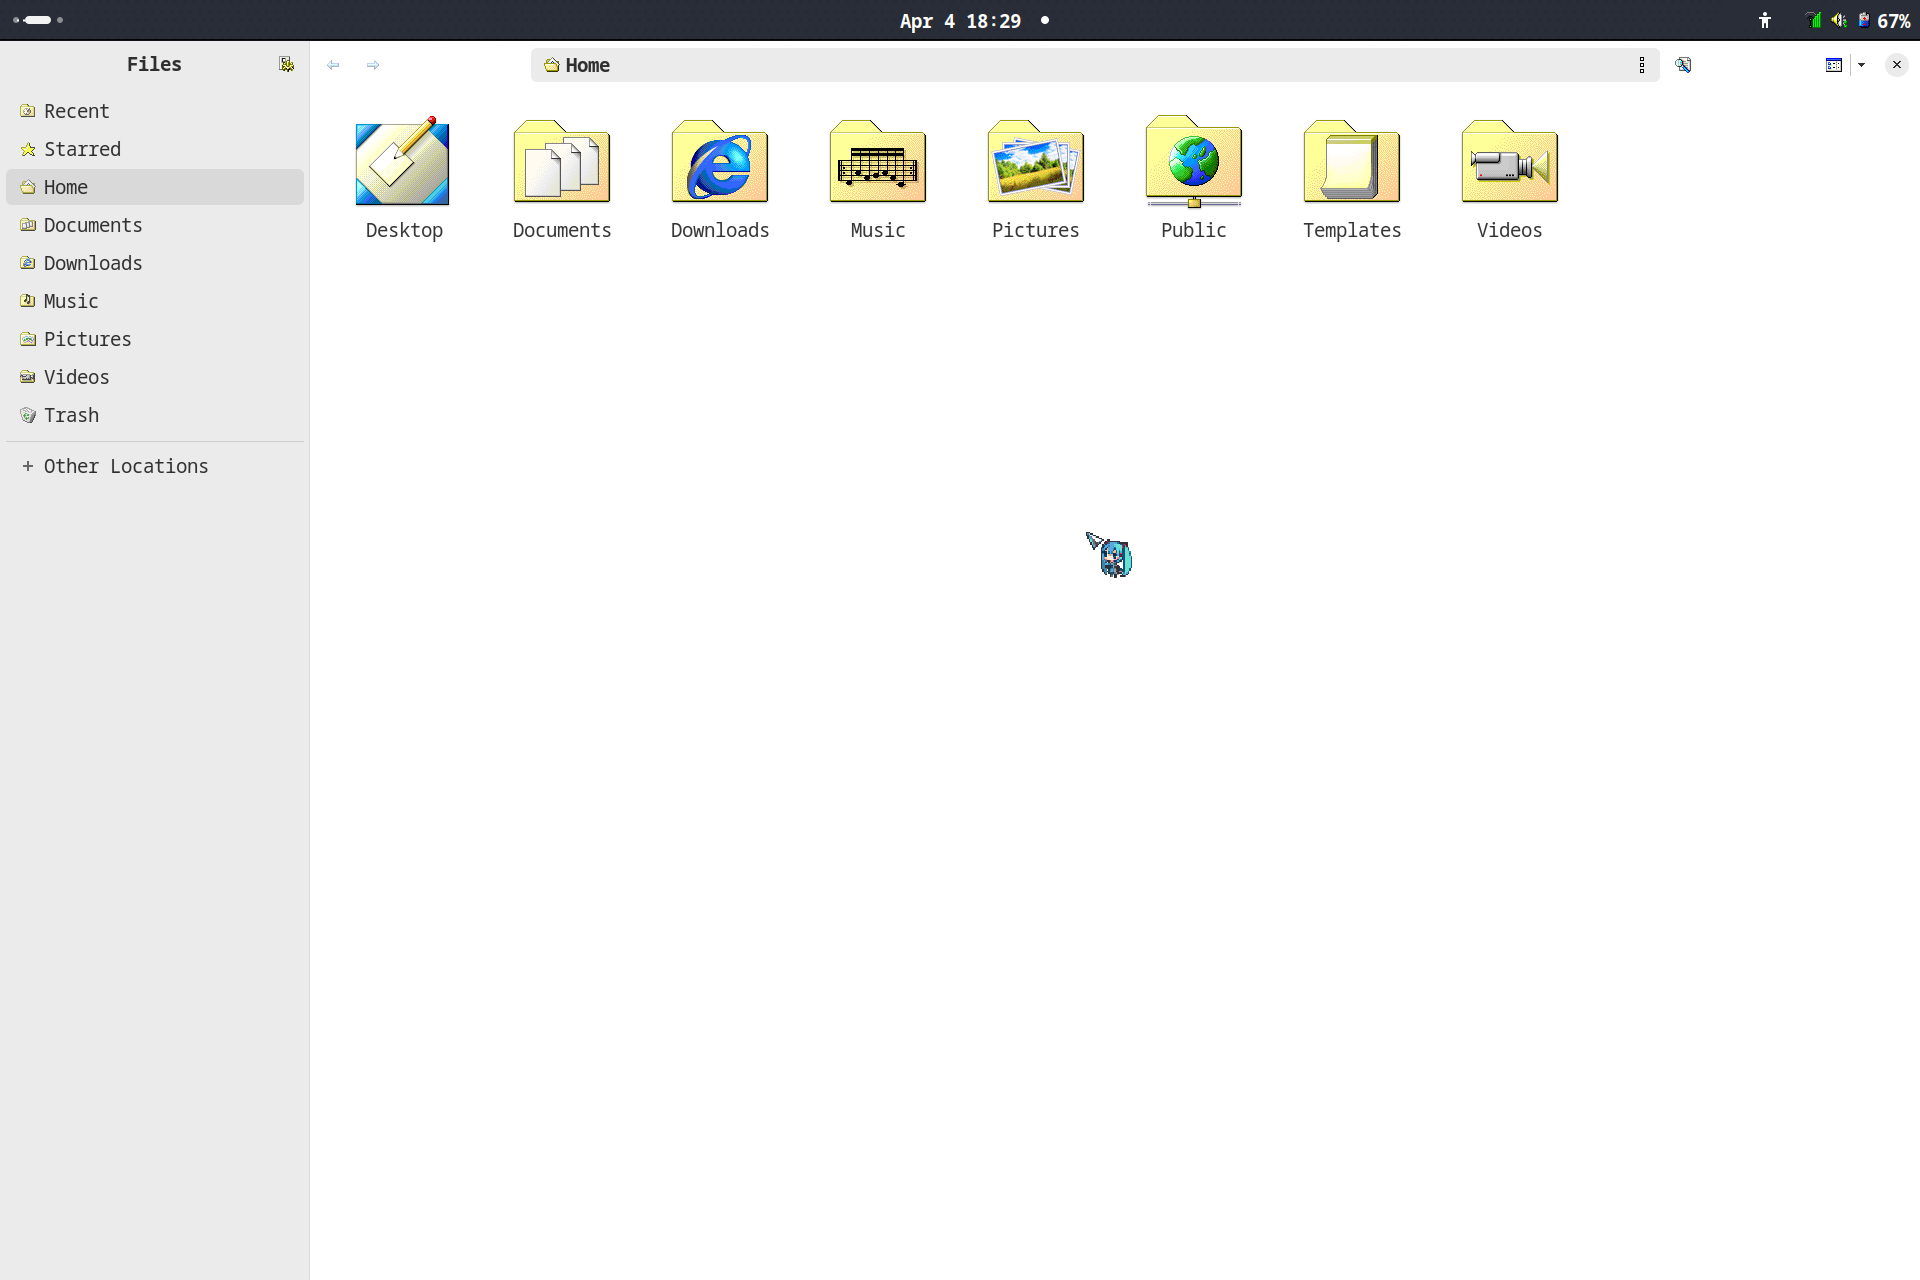 Apr 4 18:29
67%
Files
Home
Recent
Starred
Home
Documents
Downloads
Music
Pictures
Videos
Trash
Other Locations
Desktop
Documents
Downloads
Music
Pictures
Public
Templates
Videos